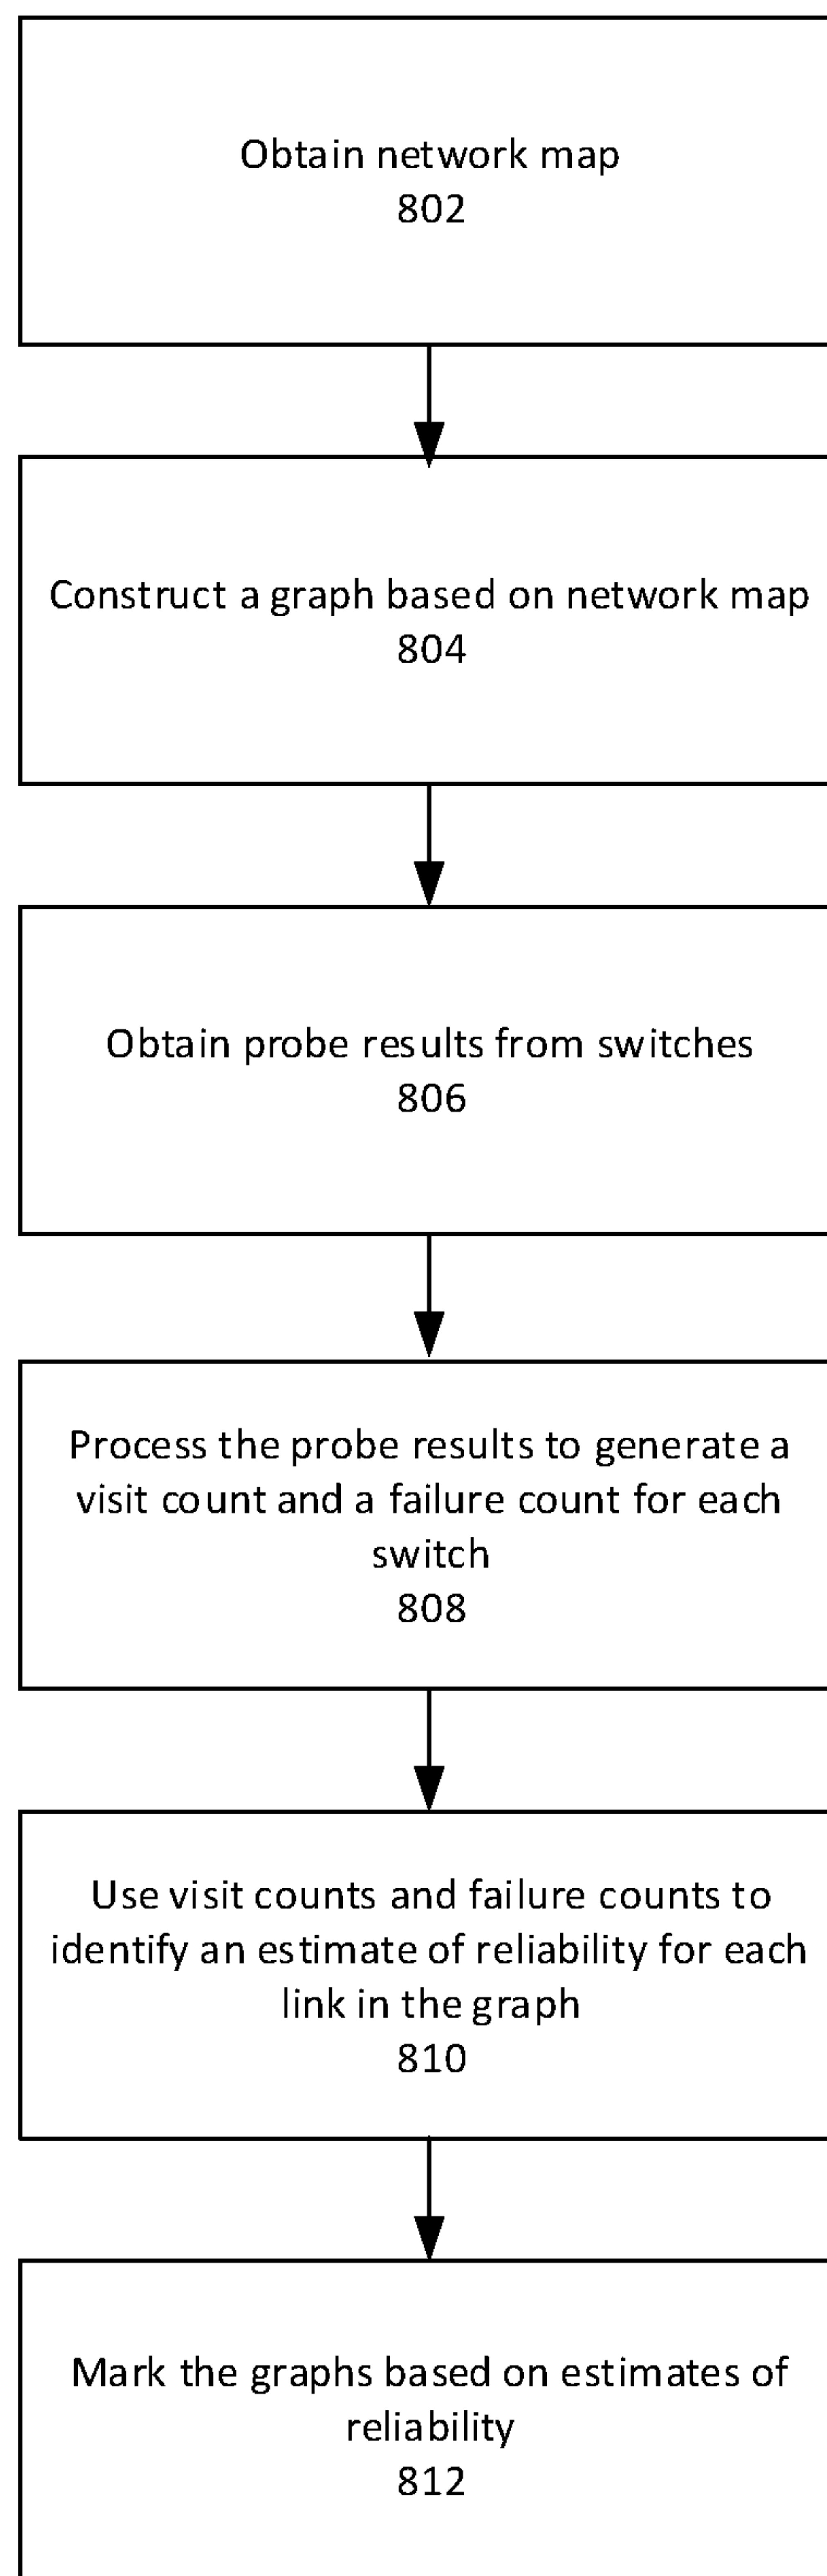 Obtain network map
802
Construct a graph based on network map
804
Obtain probe results from switches
806
Process the probe results to generate a
visit count and a failure count for each
switch
808
Use visit counts and failure counts to
identify an estimate of reliability for each
link in the graph
810
Mark the graphs based on estimates of
reliability
812